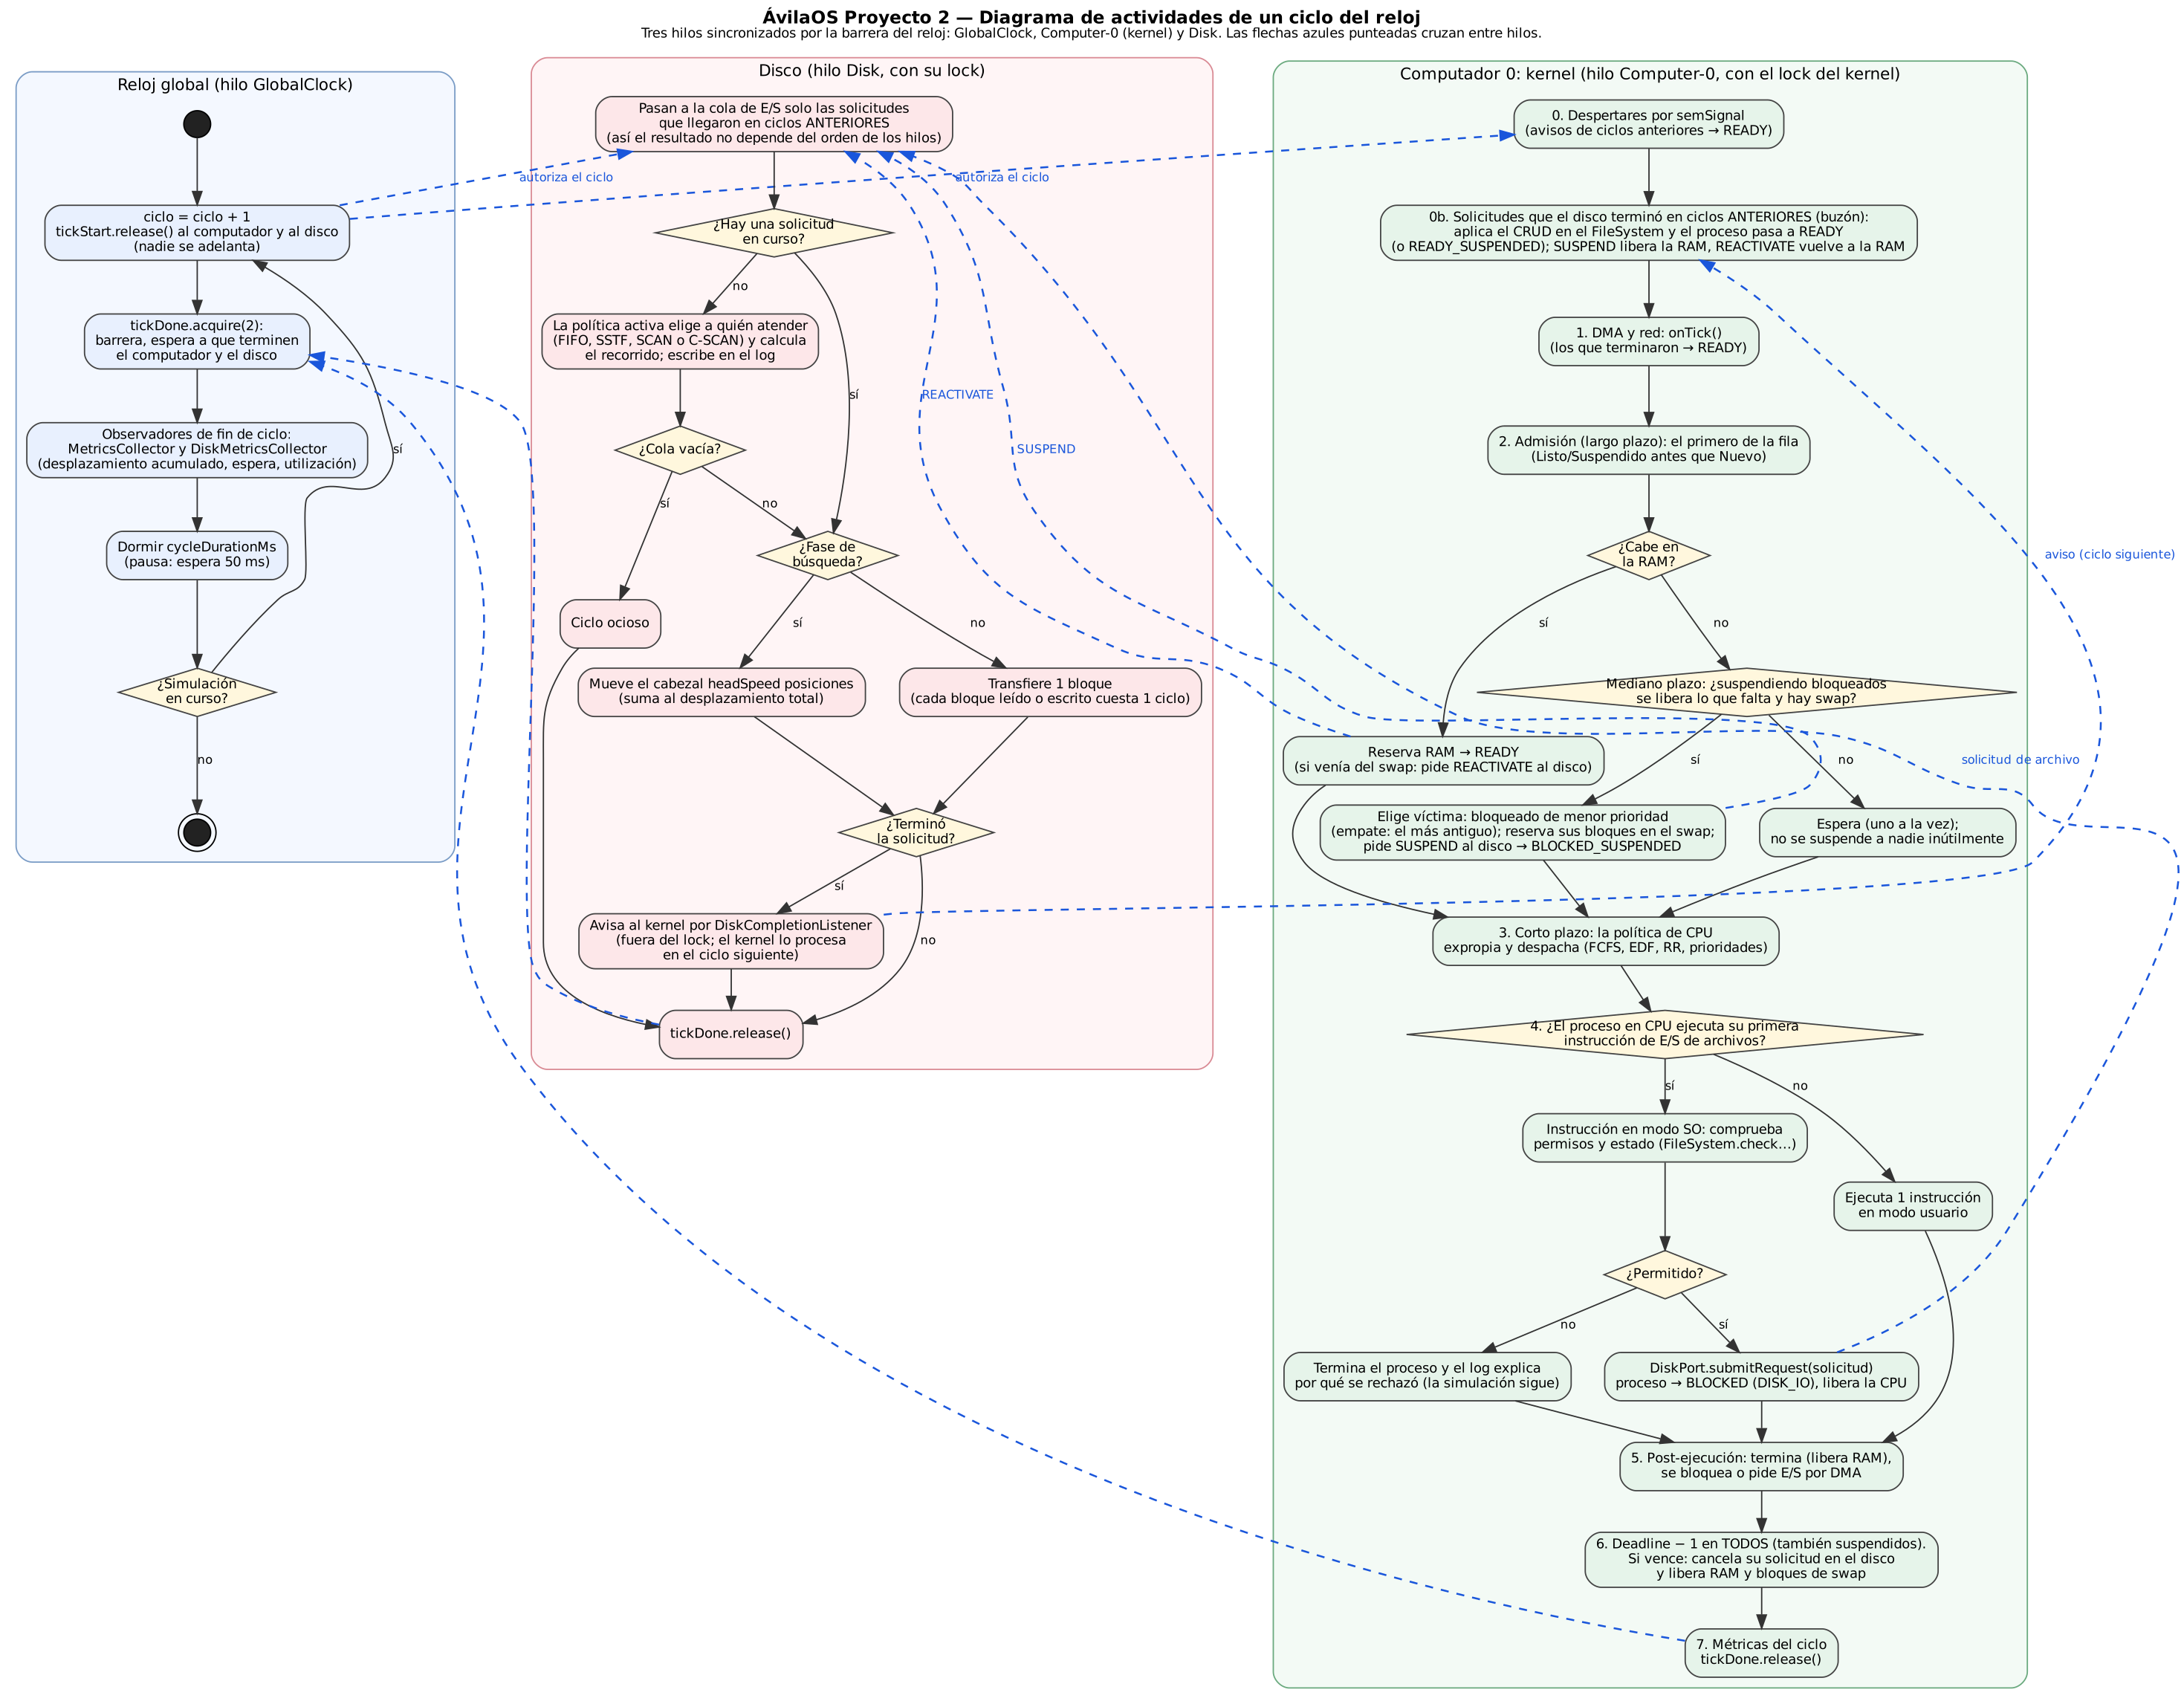 ÁvilaOS Proyecto 2 — Diagrama de actividades de un ciclo del reloj
Tres hilos sincronizados por la barrera del reloj: GlobalClock, Computer-0 (kernel) y Disk. Las flechas azules punteadas cruzan entre hilos.
Reloj global (hilo GlobalClock)
ciclo = ciclo + 1
tickStart.release() al computador y al disco
(nadie se adelanta)
tickDone.acquire(2):
barrera, espera a que terminen
el computador y el disco
Observadores de fin de ciclo:
MetricsCollector y DiskMetricsCollector
(desplazamiento acumulado, espera, utilización)
sí
Dormir cycleDurationMs
(pausa: espera 50 ms)
¿Simulación
en curso?
no
Disco (hilo Disk, con su lock)
Pasan a la cola de E/S solo las solicitudes
que llegaron en ciclos ANTERIORES
(así el resultado no depende del orden de los hilos)
autoriza el ciclo
autoriza el ciclo
¿Hay una solicitud
en curso?
no
La política activa elige a quién atender
(FIFO, SSTF, SCAN o C-SCAN) y calcula
el recorrido; escribe en el log
sí
REACTIVATE
SUSPEND
¿Cola vacía?
sí
no
¿Fase de
búsqueda?
Ciclo ocioso
sí
no
Mueve el cabezal headSpeed posiciones
(suma al desplazamiento total)
Transfiere 1 bloque
(cada bloque leído o escrito cuesta 1 ciclo)
¿Terminó
la solicitud?
sí
Avisa al kernel por DiskCompletionListener
(fuera del lock; el kernel lo procesa
en el ciclo siguiente)
no
tickDone.release()
Computador 0: kernel (hilo Computer-0, con el lock del kernel)
0. Despertares por semSignal
(avisos de ciclos anteriores → READY)
0b. Solicitudes que el disco terminó en ciclos ANTERIORES (buzón):
aplica el CRUD en el FileSystem y el proceso pasa a READY
(o READY_SUSPENDED); SUSPEND libera la RAM, REACTIVATE vuelve a la RAM
1. DMA y red: onTick()
(los que terminaron → READY)
2. Admisión (largo plazo): el primero de la fila
(Listo/Suspendido antes que Nuevo)
¿Cabe en
la RAM?
aviso (ciclo siguiente)
sí
no
Mediano plazo: ¿suspendiendo bloqueados
se libera lo que falta y hay swap?
Reserva RAM → READY
(si venía del swap: pide REACTIVATE al disco)
sí
no
solicitud de archivo
Elige víctima: bloqueado de menor prioridad
(empate: el más antiguo); reserva sus bloques en el swap;
pide SUSPEND al disco → BLOCKED_SUSPENDED
Espera (uno a la vez);
no se suspende a nadie inútilmente
3. Corto plazo: la política de CPU
expropia y despacha (FCFS, EDF, RR, prioridades)
4. ¿El proceso en CPU ejecuta su primera
instrucción de E/S de archivos?
sí
no
Instrucción en modo SO: comprueba
permisos y estado (FileSystem.check...)
Ejecuta 1 instrucción
en modo usuario
¿Permitido?
no
sí
Termina el proceso y el log explica
por qué se rechazó (la simulación sigue)
DiskPort.submitRequest(solicitud)
proceso → BLOCKED (DISK_IO), libera la CPU
5. Post-ejecución: termina (libera RAM),
se bloquea o pide E/S por DMA
6. Deadline − 1 en TODOS (también suspendidos).
Si vence: cancela su solicitud en el disco
y libera RAM y bloques de swap
7. Métricas del ciclo
tickDone.release()